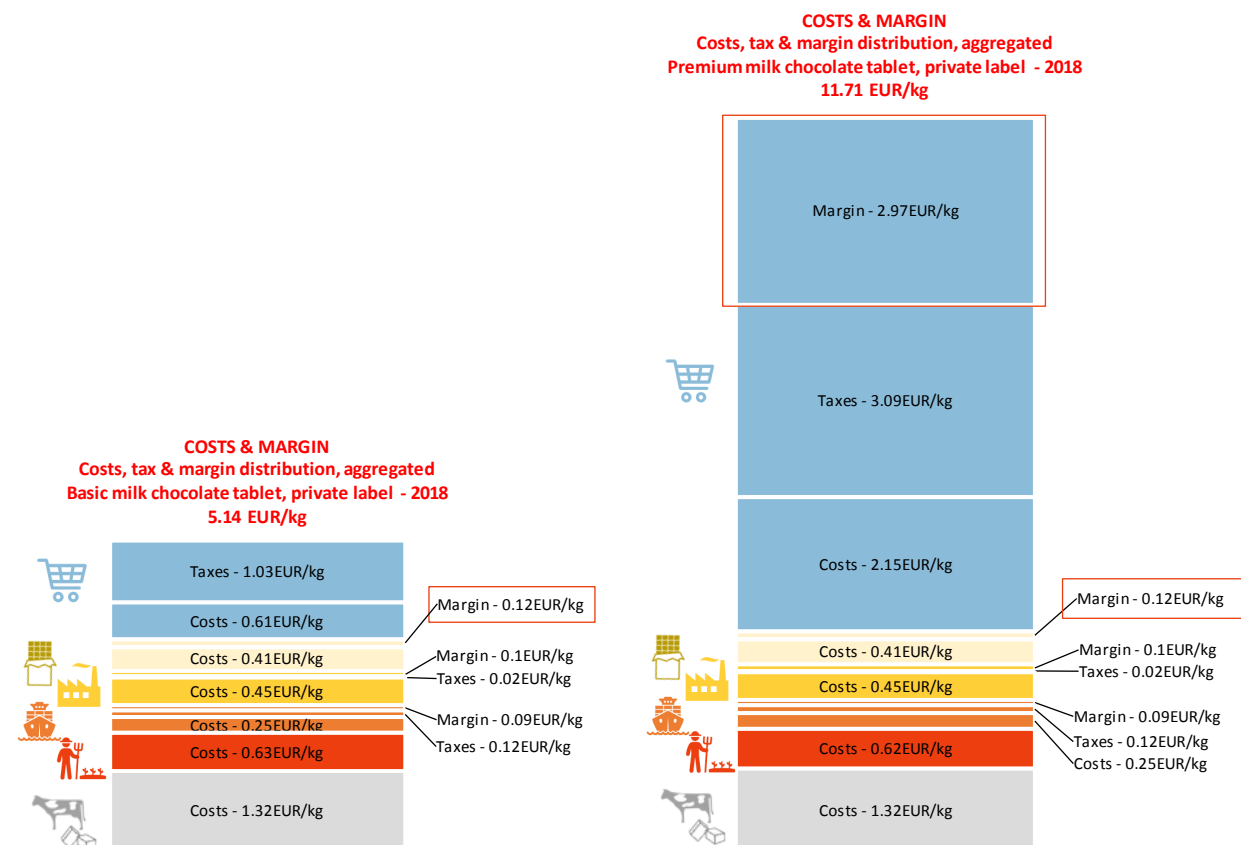 COSTS & MARGIN
Costs, tax & margin distribution, aggregated
Basic milk chocolate tablet, private label - 2018
5.14 EUR/kg
Taxes - 1.03EUR/kg
Costs - 0.61EUR/kg
Margin - 0.12EUR/kg
Costs - 0.41EUR/kg
Margin - 0.1EUR/kg
Taxes - 0.02EUR/kg
Costs - 0.45EUR/kg
Margin - 0.09EUR/kg
Taxes - 0.12EUR/kg
Costs - 0.25EUR/kg
Costs - 0.63EUR/kg
Costs - 1.32EUR/kg
COSTS & MARGIN
Costs, tax & margin distribution, aggregated
Premium milk chocolate tablet, private label - 2018
11.71 EUR/kg
Margin - 2.97EUR/kg
Taxes - 3.09EUR/kg
Costs - 2.15EUR/kg
Margin - 0.12EUR/kg
Costs - 0.41EUR/kg
Margin - 0.1EUR/kg
Taxes - 0.02EUR/kg
Costs - 0.45EUR/kg
Margin - 0.09EUR/kg
Taxes - 0.12EUR/kg
Costs - 0.25EUR/kg
Costs - 0.62EUR/kg
Costs - 1.32EUR/kg